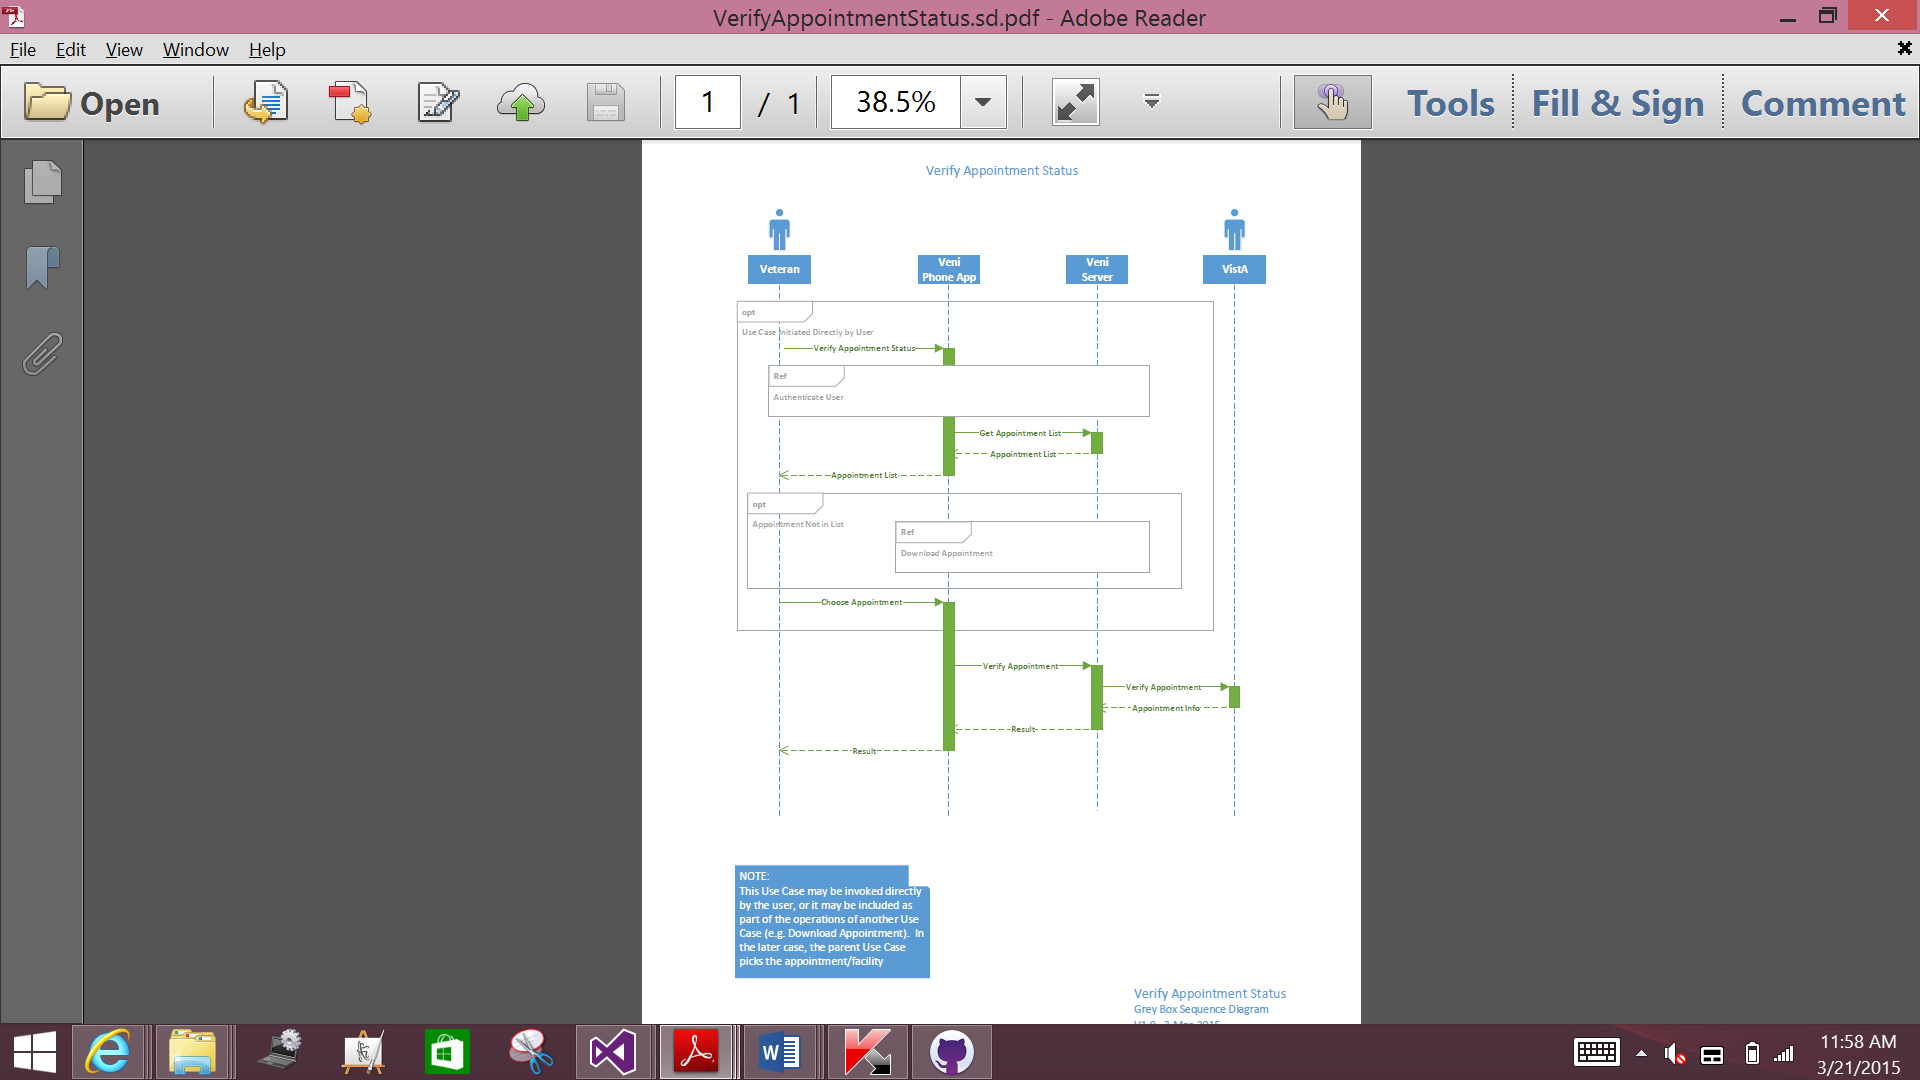 VerifyAppointmentStatus.sd.pdf - Adobe Reader
File Edit View Window Help
Open
1 / 1
38.5%
Tools
Fill & Sign
Comment
Verify Appointment Status
Veteran
Veni
Phone App
Veni
Server
VistA
opt
Use Case Initiated Directly by User
Verify Appointment Status
Ref
Authenticate User
Get Appointment List
Appointment List
Appointment List
opt
Appointment Not in List
Ref
Download Appointment
Choose Appointment
Verify Appointment
Verify Appointment
Appointment Info
Result
Result
NOTE:
This Use Case may be invoked directly
by the user, or it may be included as
part of the operations of another Use
Case (e.g. Download Appointment). In
the later case, the parent Use Case
picks the appointment/facility
Verify Appointment Status
Grey Box Sequence Diagram
11:58 AM
3/21/2015